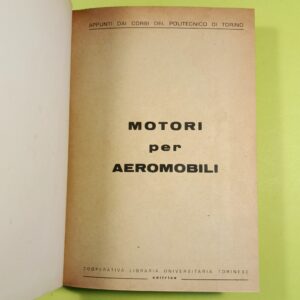 APPUNTI DAI CORSI DEL POLITECNICO DI TORINO
MOTORI
per
AEROMOBILI
COOPERATIVA LIBRARIA UNIVERSITARIA TORINESE
editrice